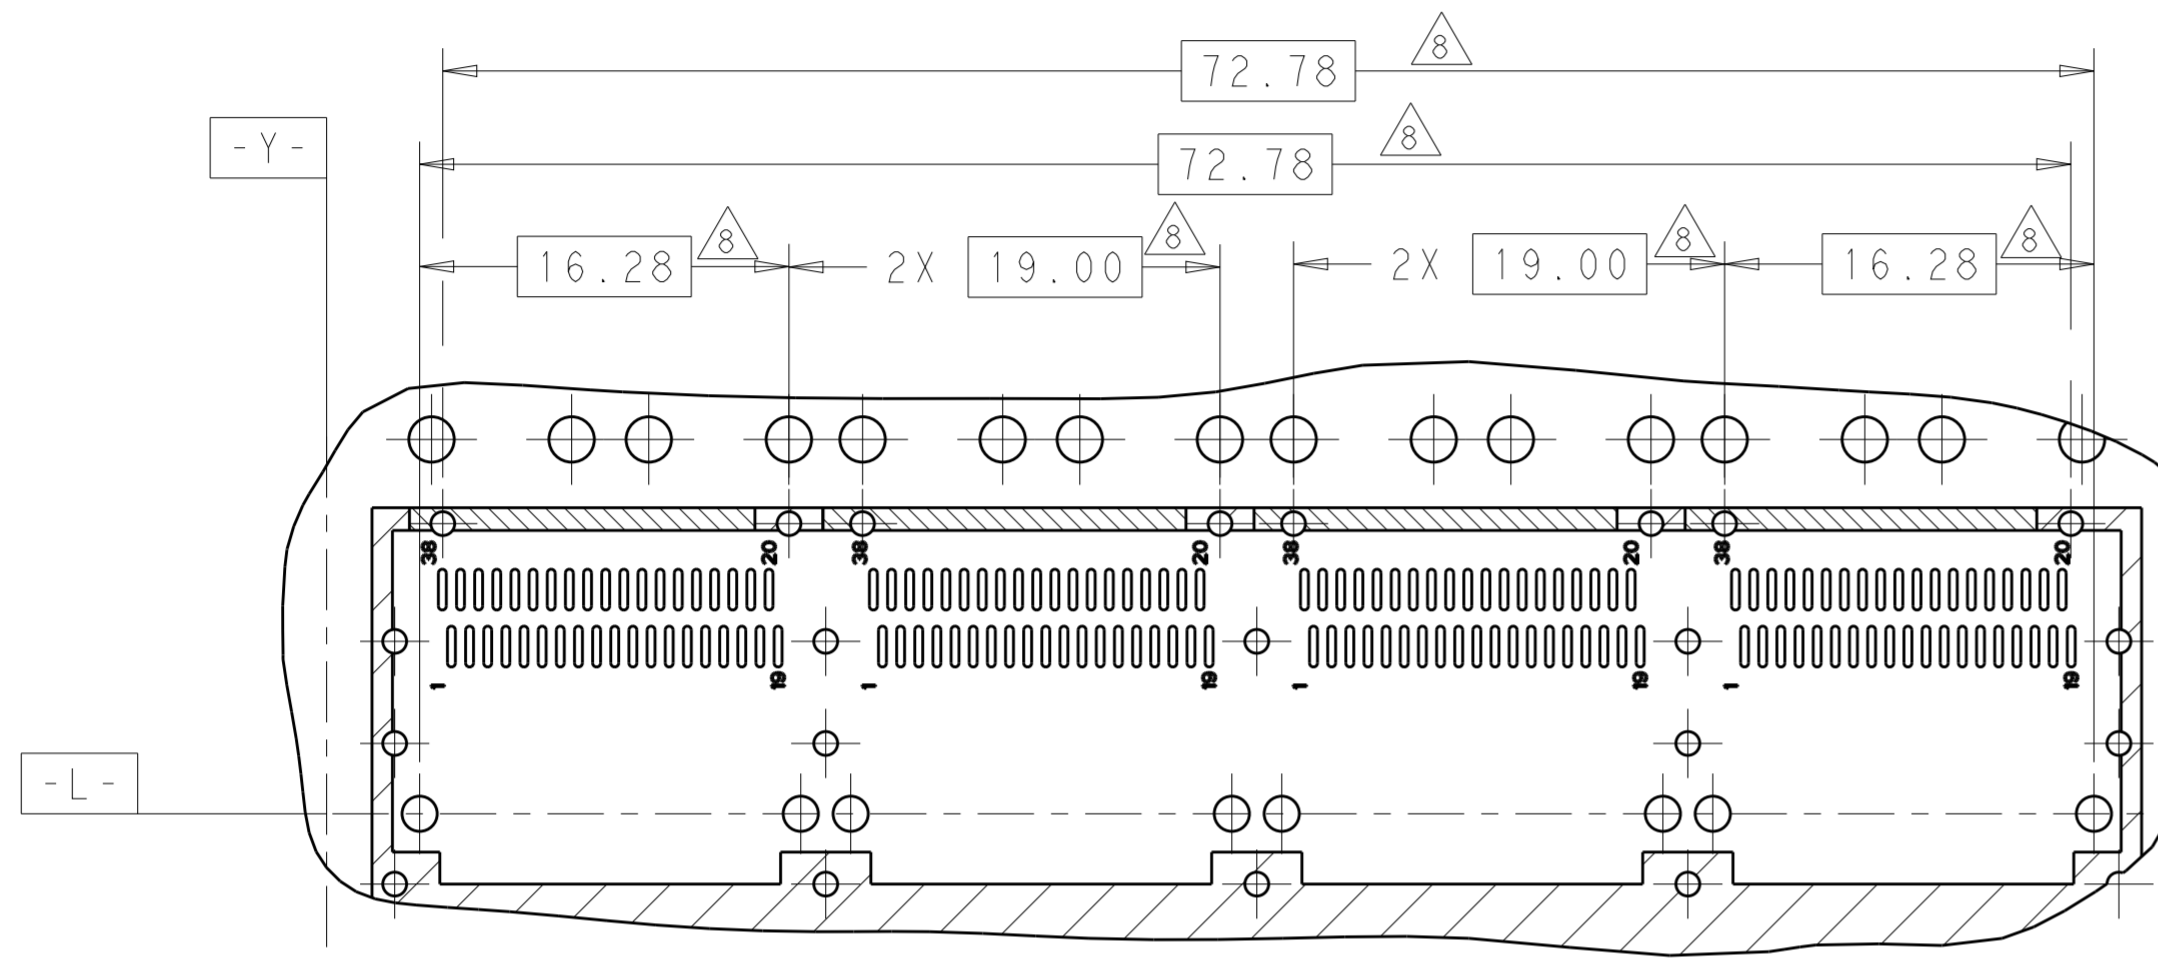 72.78 8
-Y-
72.78 8
16.28 8 2X 19.00 8 2X 19.00 8 16.28 8
38 20 38 20 38 20 38 20
1 19 1 19 1 19 1 19
-L-